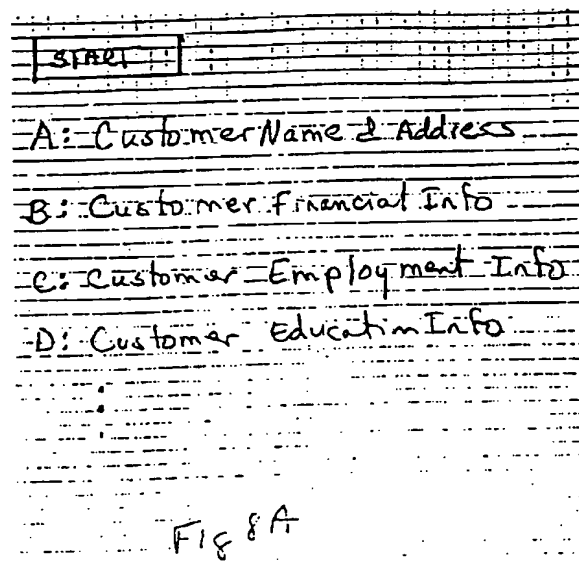 START
A: Customer Name & Address
B: Customer Financial Info
C: Customer Employment Info
D: Customer Education Info
Fig 8A